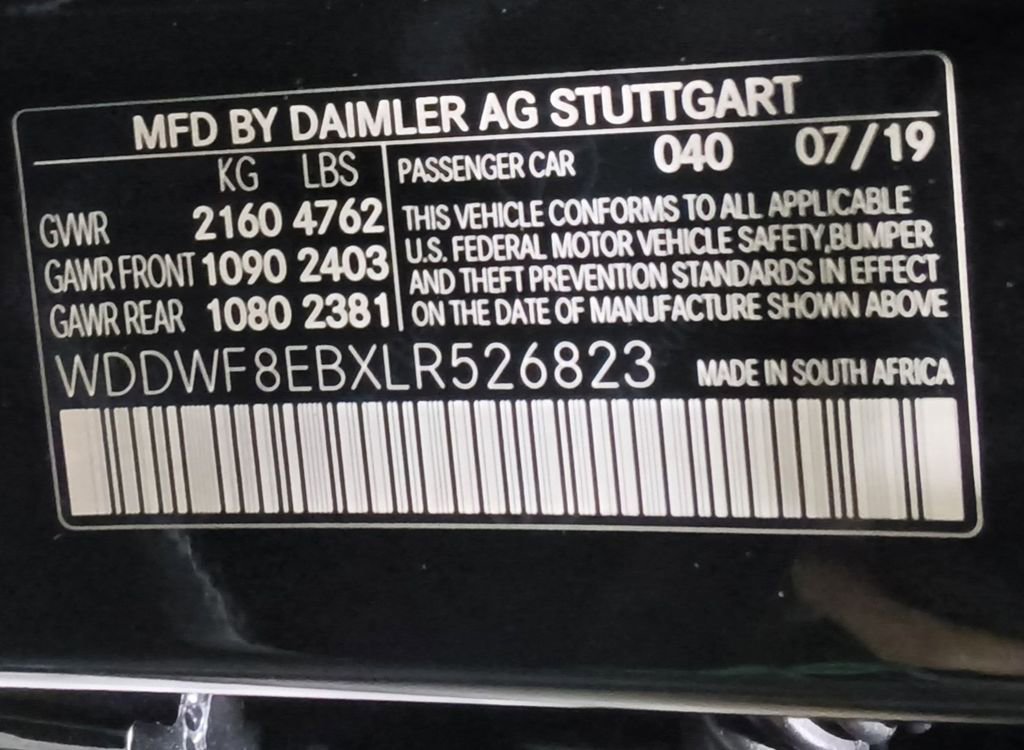 MFD BY DAIMLER AG STUTTGART
KG LBS
GVWR 2160 4762
GAWR FRONT 1090 2403
GAWR REAR 1080 2381
PASSENGER CAR 040 07/19
THIS VEHICLE CONFORMS TO ALL APPLICABLE
U.S. FEDERAL MOTOR VEHICLE SAFETY,BUMPER
AND THEFT PREVENTION STANDARDS IN EFFECT
ON THE DATE OF MANUFACTURE SHOWN ABOVE
WDDWF8EBXLR526823 MADE IN SOUTH AFRICA